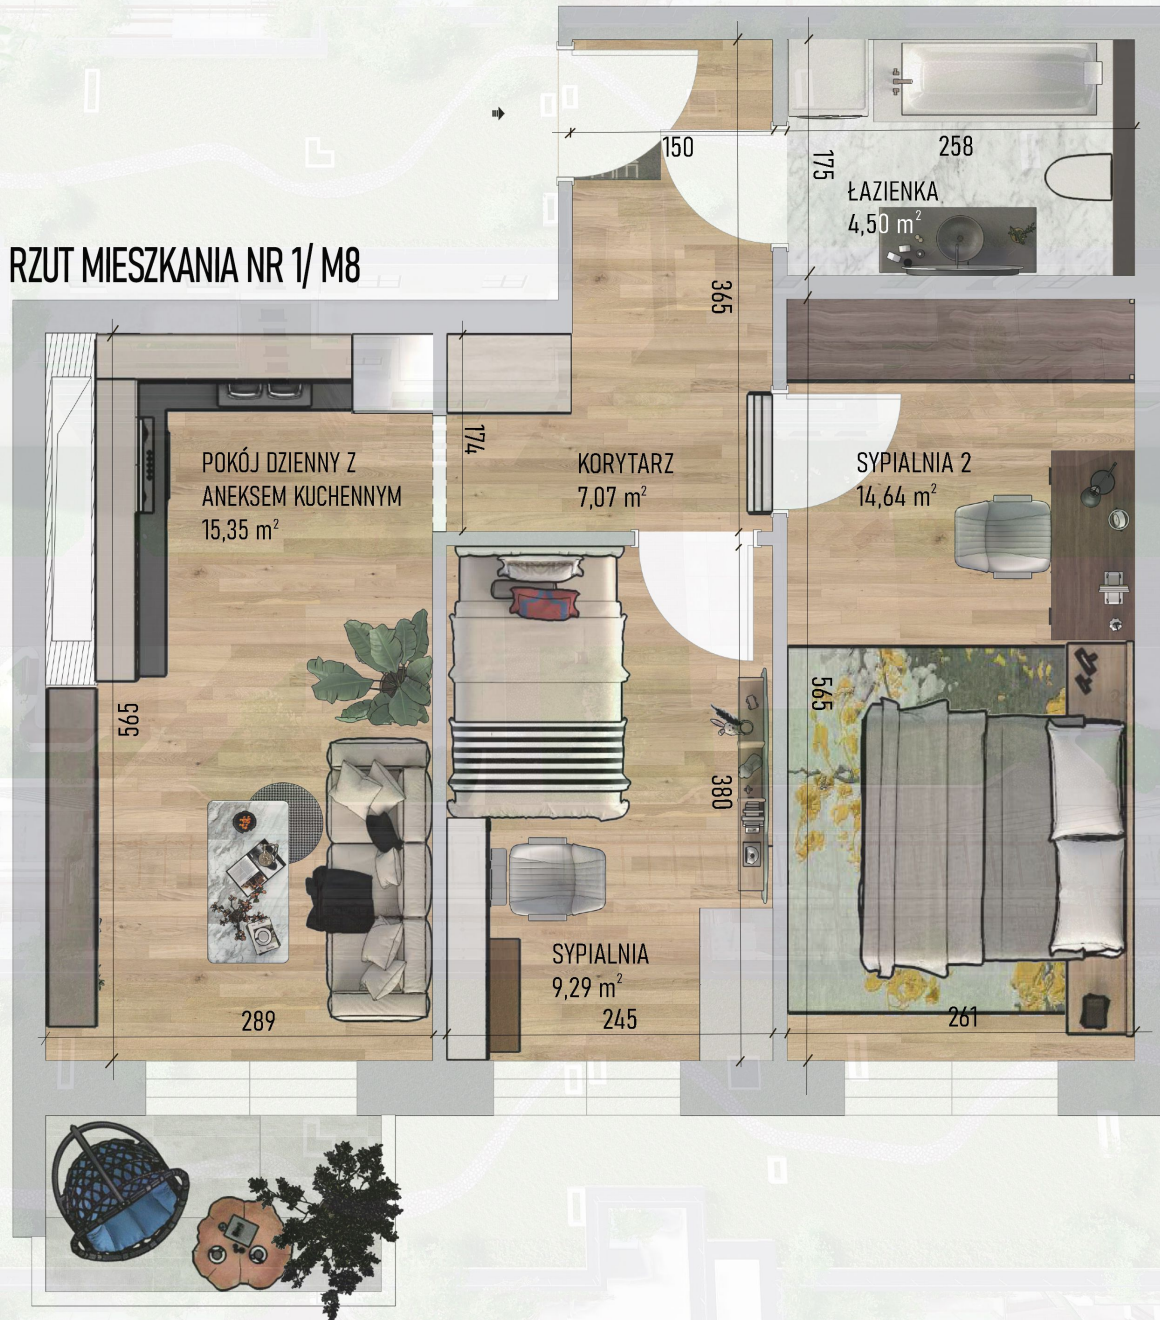 150
258
175
ŁAZIENKA
4,50 m²
RZUT MIESZKANIA NR 1/ M8
365
174
POKÓJ DZIENNY Z
ANEKSEM KUCHENNYM
15,35 m²
KORYTARZ
7,07 m²
SYPIALNIA 2
14,64 m²
565
565
380
SYPIALNIA
9,29 m²
289
245
261